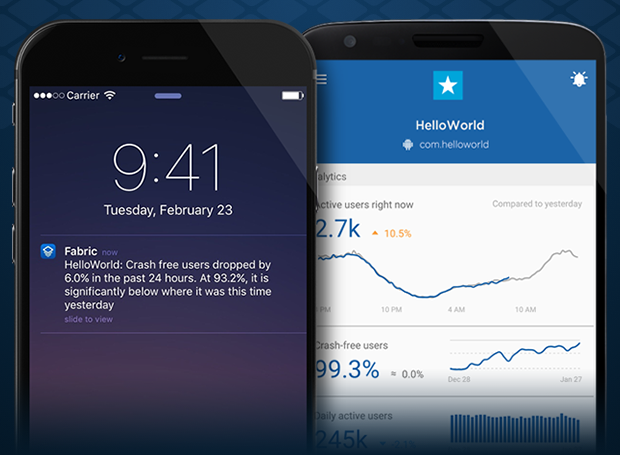 Carrier
9:41
Tuesday, February 23
Fabric now
HelloWorld: Crash free users dropped by
6.0% in the past 24 hours. At 93.2%, it is
significantly below where it was this time
yesterday
slide to view
HelloWorld
com.helloworld
alytics
ctive users right now
Compared to yesterday
2.7k 10.5%
PM 10 PM 4 AM 10 AM
Crash-free users
99.3% ≈ 0.0%
Dec 28 Jan 27
Daily active users
245k